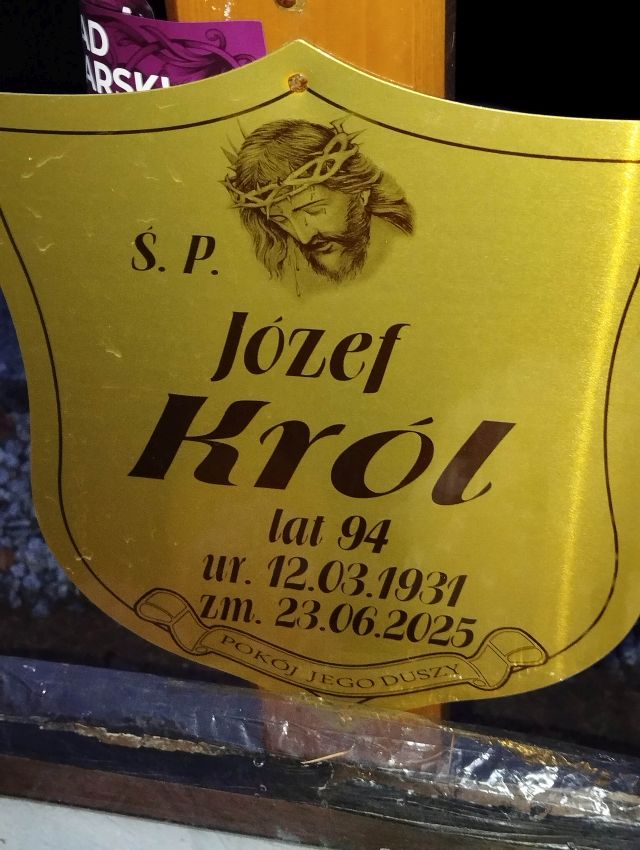 Ś. P.
Józef
Król
lat 94
ur. 12.03.1931
zm. 23.06.2025
POKÓJ JEGO DUSZY